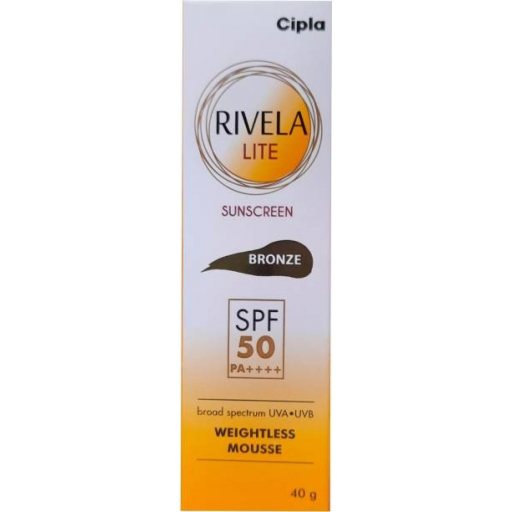 Cipla
RIVELA
LITE
SUNSCREEN
BRONZE
SPF
50
PA++++
broad spectrum UVA•UVB
WEIGHTLESS
MOUSSE
40 g